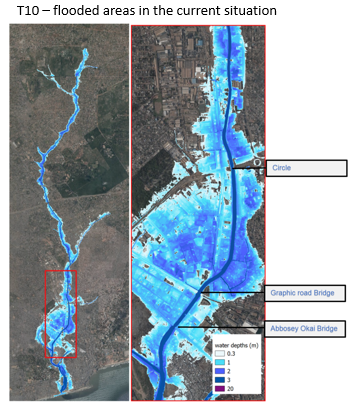 T10 – flooded areas in the current situation
Circle
Graphic road Bridge
Abbosey Okai Bridge
water depths (m)
0.3
1
2
3
20